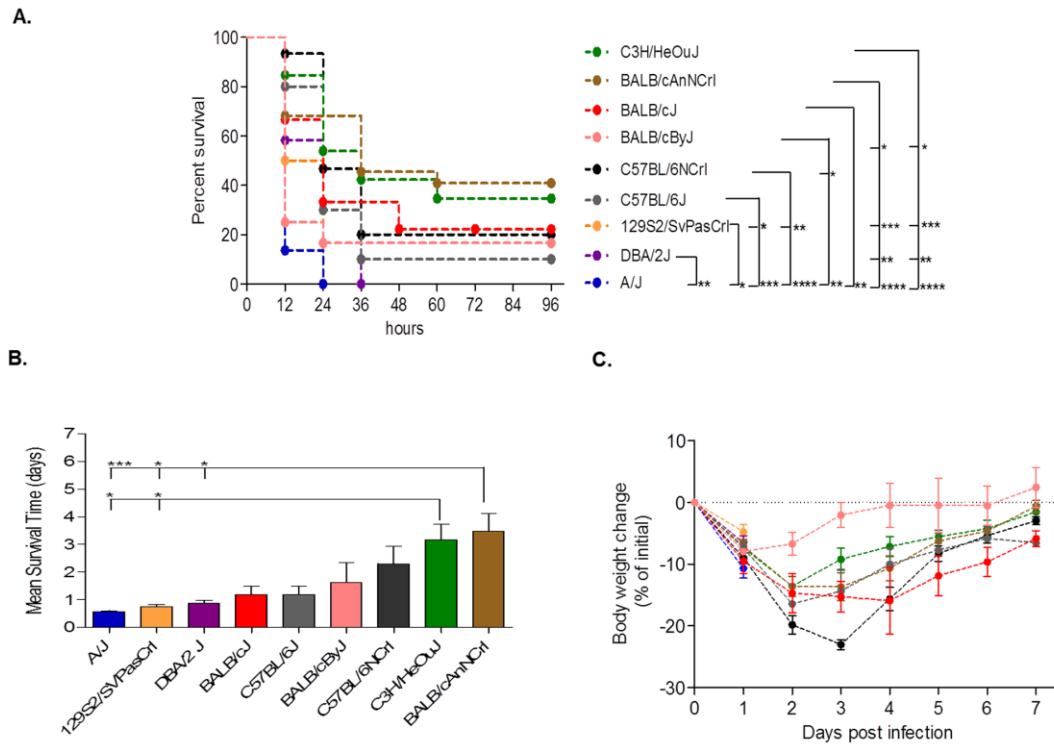 A.
Percent survival
100
80
60
40
20
0
0 12 24 36 48 60 72 84 96
hours
C3H/HeOuJ
BALB/cAnNCrl
BALB/cJ
BALB/cByJ
C57BL/6NCrl
C57BL/6J
129S2/SvPasCrl
DBA/2J
A/J
* *
*
* ** *** ***
** **
** * *** **** ** ** **** ****
B.
Mean Survival Time (days)
7
6
5
4
3
2
1
0
*** * *
* *
A/J
129S2/SVPasCrl
DBA/2 J
BALB/cJ
C57BL/6J
BALB/cByJ
C57BL/6NCrl
C3H/HeOuJ
BALB/cAnNCrl
C.
Body weight change
(% of initial)
10
0
-10
-20
-30
0 1 2 3 4 5 6 7
Days post infection